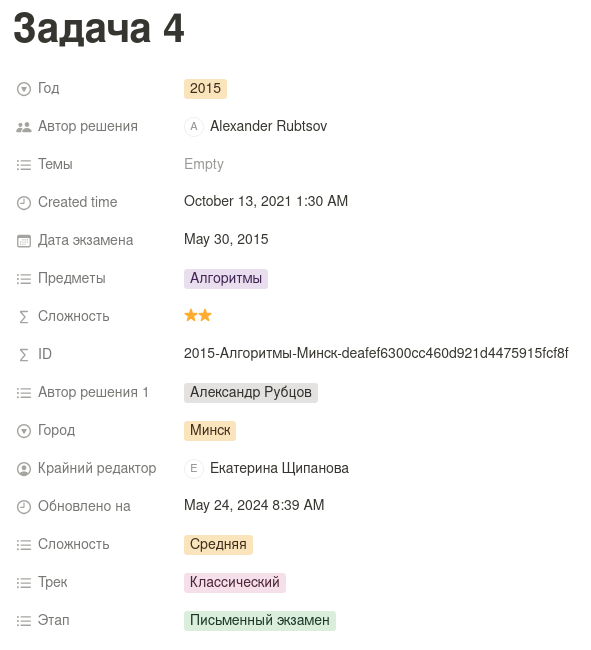 Задача 4
Год 2015
Автор решения A Alexander Rubtsov
Темы Empty
Created time October 13, 2021 1:30 AM
Дата экзамена May 30, 2015
Предметы Алгоритмы
Сложность ⭐⭐
ID 2015-Алгоритмы-Минск-deafef6300cc460d921d4475915fcf8f
Автор решения 1 Александр Рубцов
Город Минск
Крайний редактор E Екатерина Щипанова
Обновлено на May 24, 2024 8:39 AM
Сложность Средняя
Трек Классический
Этап Письменный экзамен